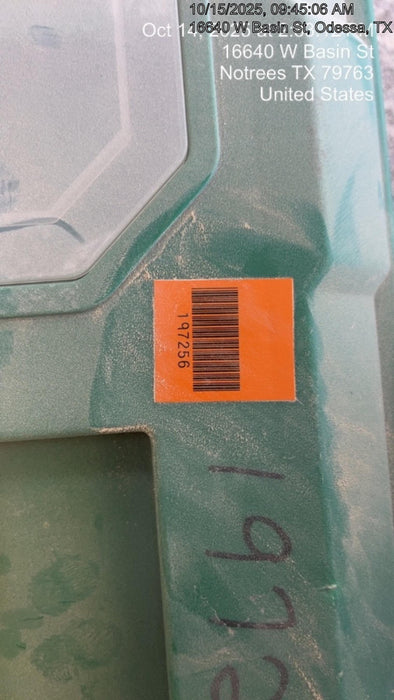 10/15/2025, 09:45:06 AM
16640 W Basin St, Odessa, TX
16640 W Basin St
Notrees TX 79763
United States
197256
1972